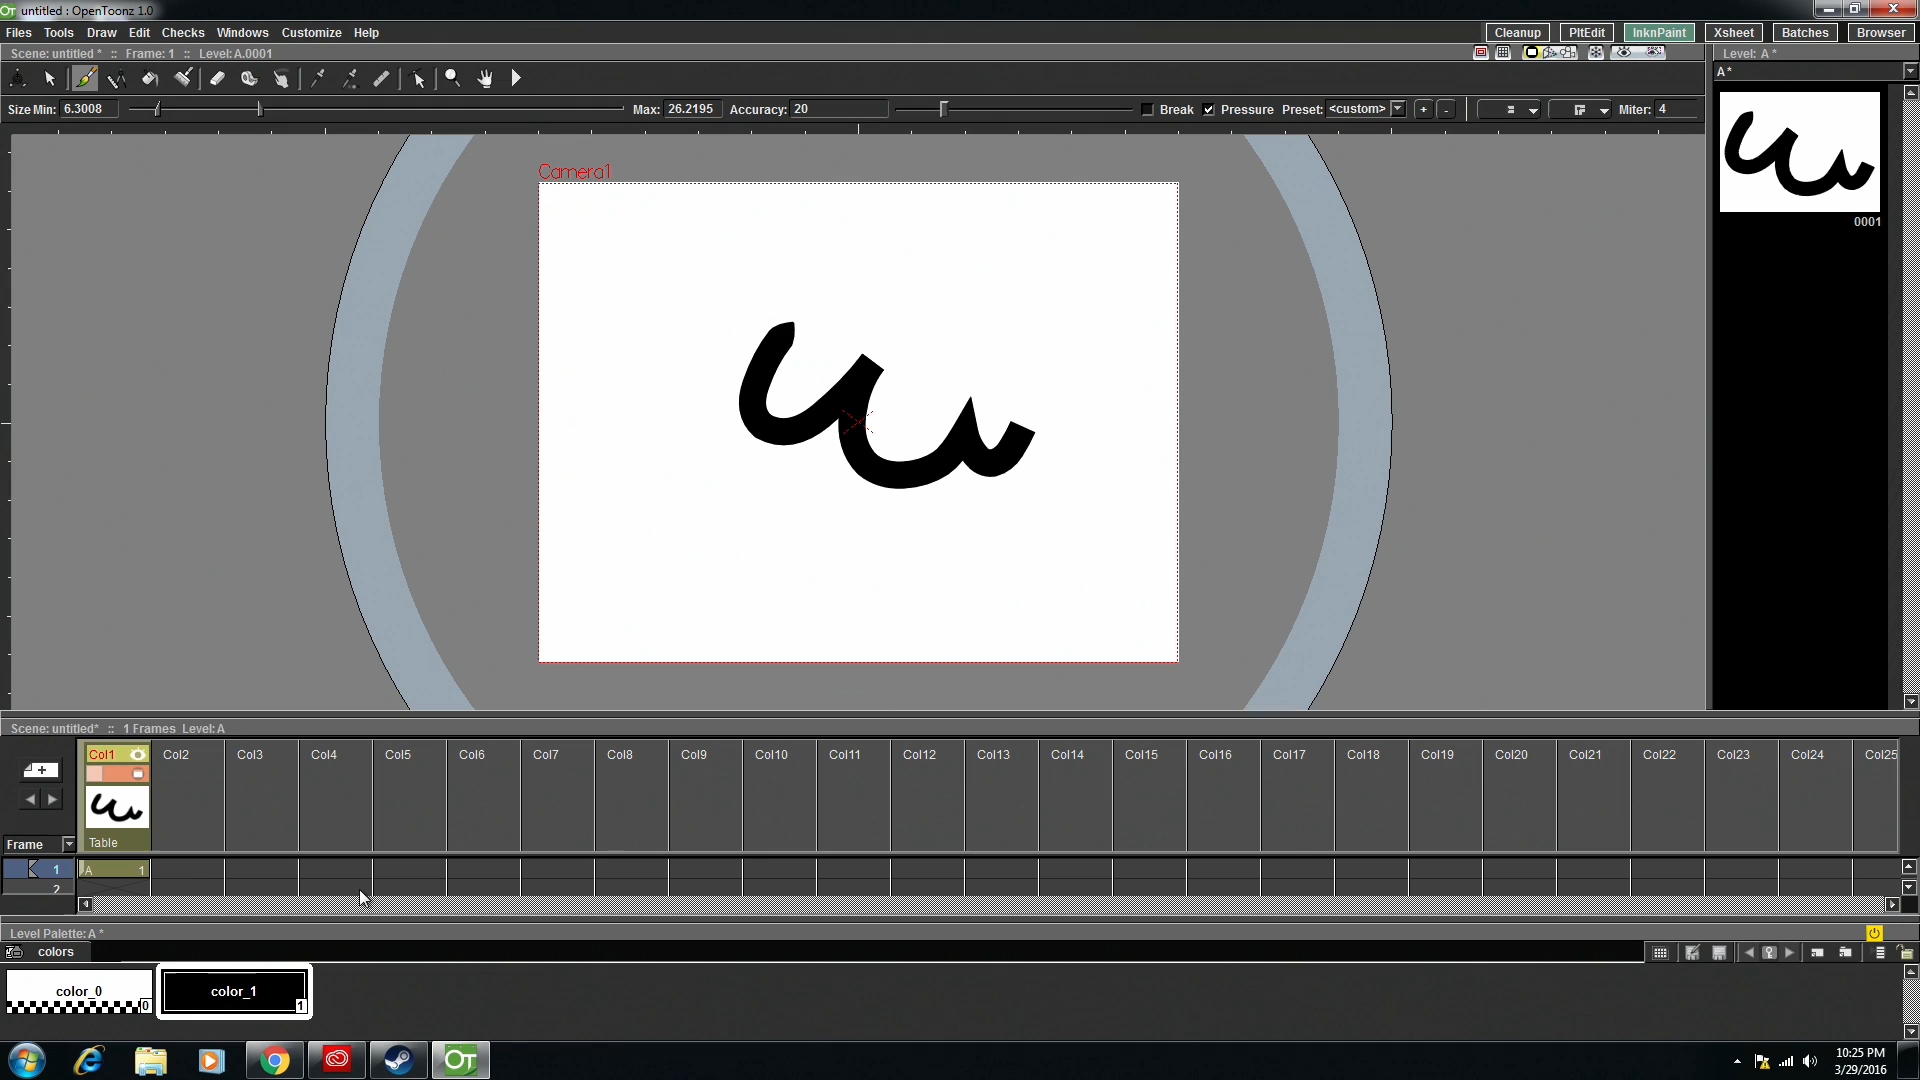 OT untitled : OpenToonz 1.0
Files Tools Draw Edit Checks Customize Windows Help
Cleanup PltEdit InknPaint Xsheet Batches Browser
Scene: untitled * :: Frame: 1 :: Level: A.0001
Level: A *
A*
Size Min: 6.3008 Max: 26.2195 Accuracy: 20 Break Pressure Preset: <custom> + - Miter: 4
Camera1
0001
Scene: untitled* :: 1 Frames Level: A
Col1 Col2 Col3 Col4 Col5 Col6 Col7 Col8 Col9 Col10 Col11 Col12 Col13 Col14 Col15 Col16 Col17 Col18 Col19 Col20 Col21 Col22 Col23 Col24 Col25
Table
Frame
1 A 1
2
Level Palette: A *
colors
color_0 0 color_1 1
OT
10:25 PM
3/29/2016